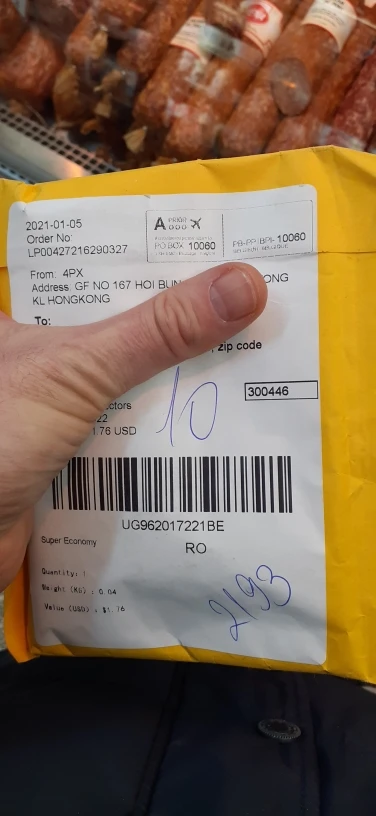 2021-01-05
Order No:
LP00427216290327
A PRIOR
PO BOX 10060
PB-PP BPI- 10060
From: 4PX
Address: GF NO 167 HOI BUN ONG
KL HONGKONG
To:
, zip code
300446
ctors
22
1.76 USD
10
UG962017221BE
Super Economy
RO
Quantity: 1
Weight (KG) : 0.04
Value (USD) : $1.76
2193